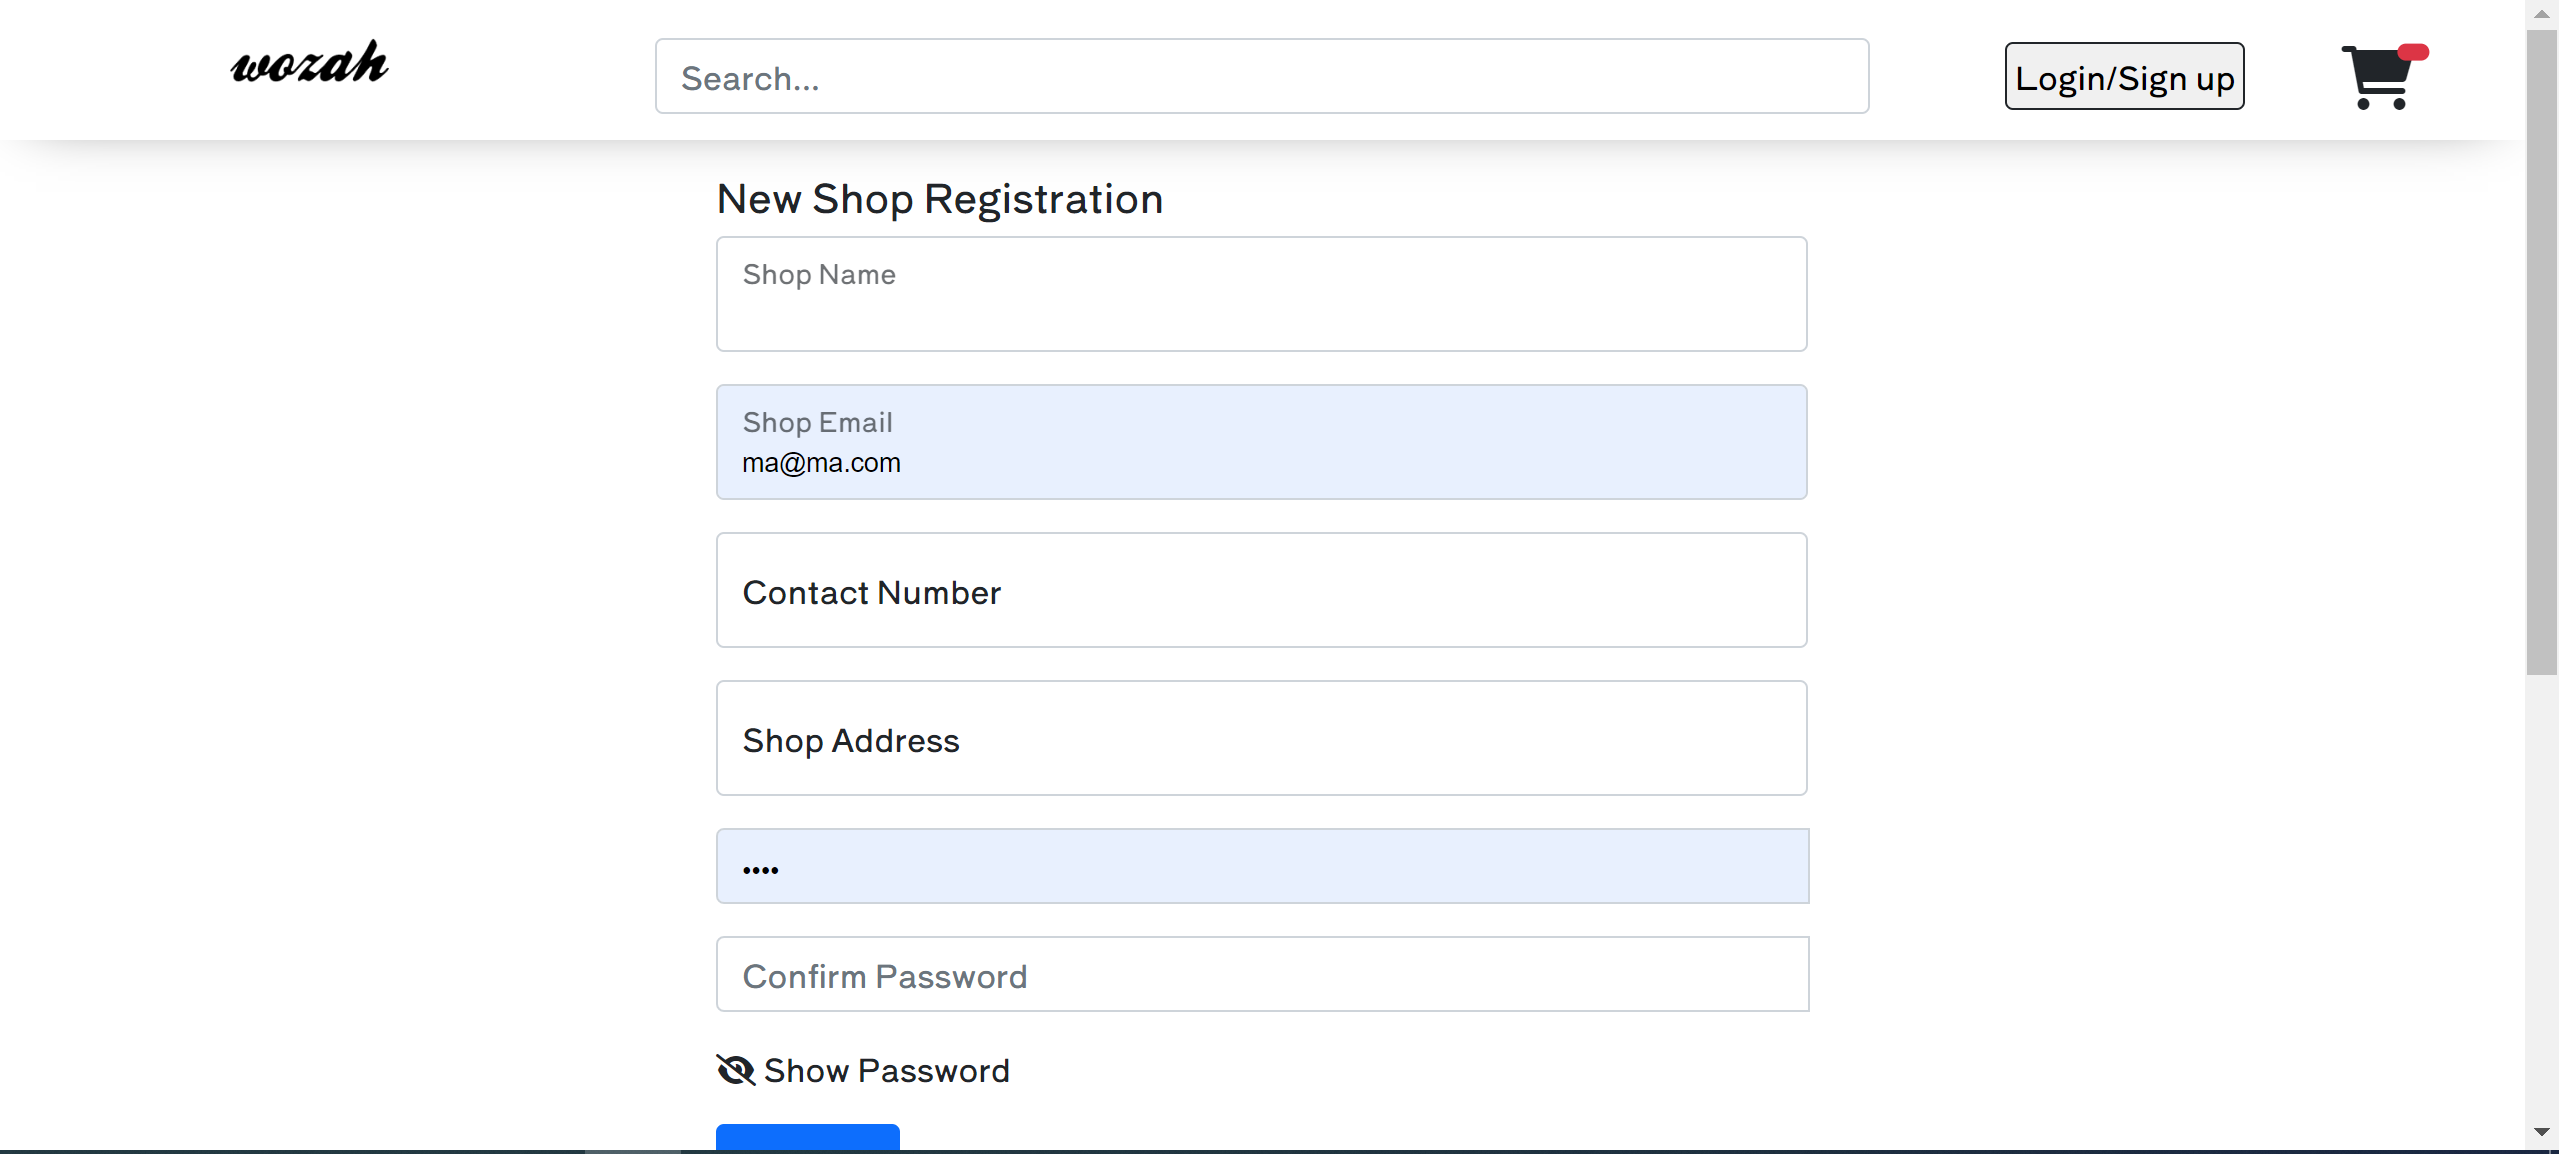 wozah
Search...
Login/Sign up
New Shop Registration
Shop Name
Shop Email
ma@ma.com
Contact Number
Shop Address
••••
Confirm Password
Show Password